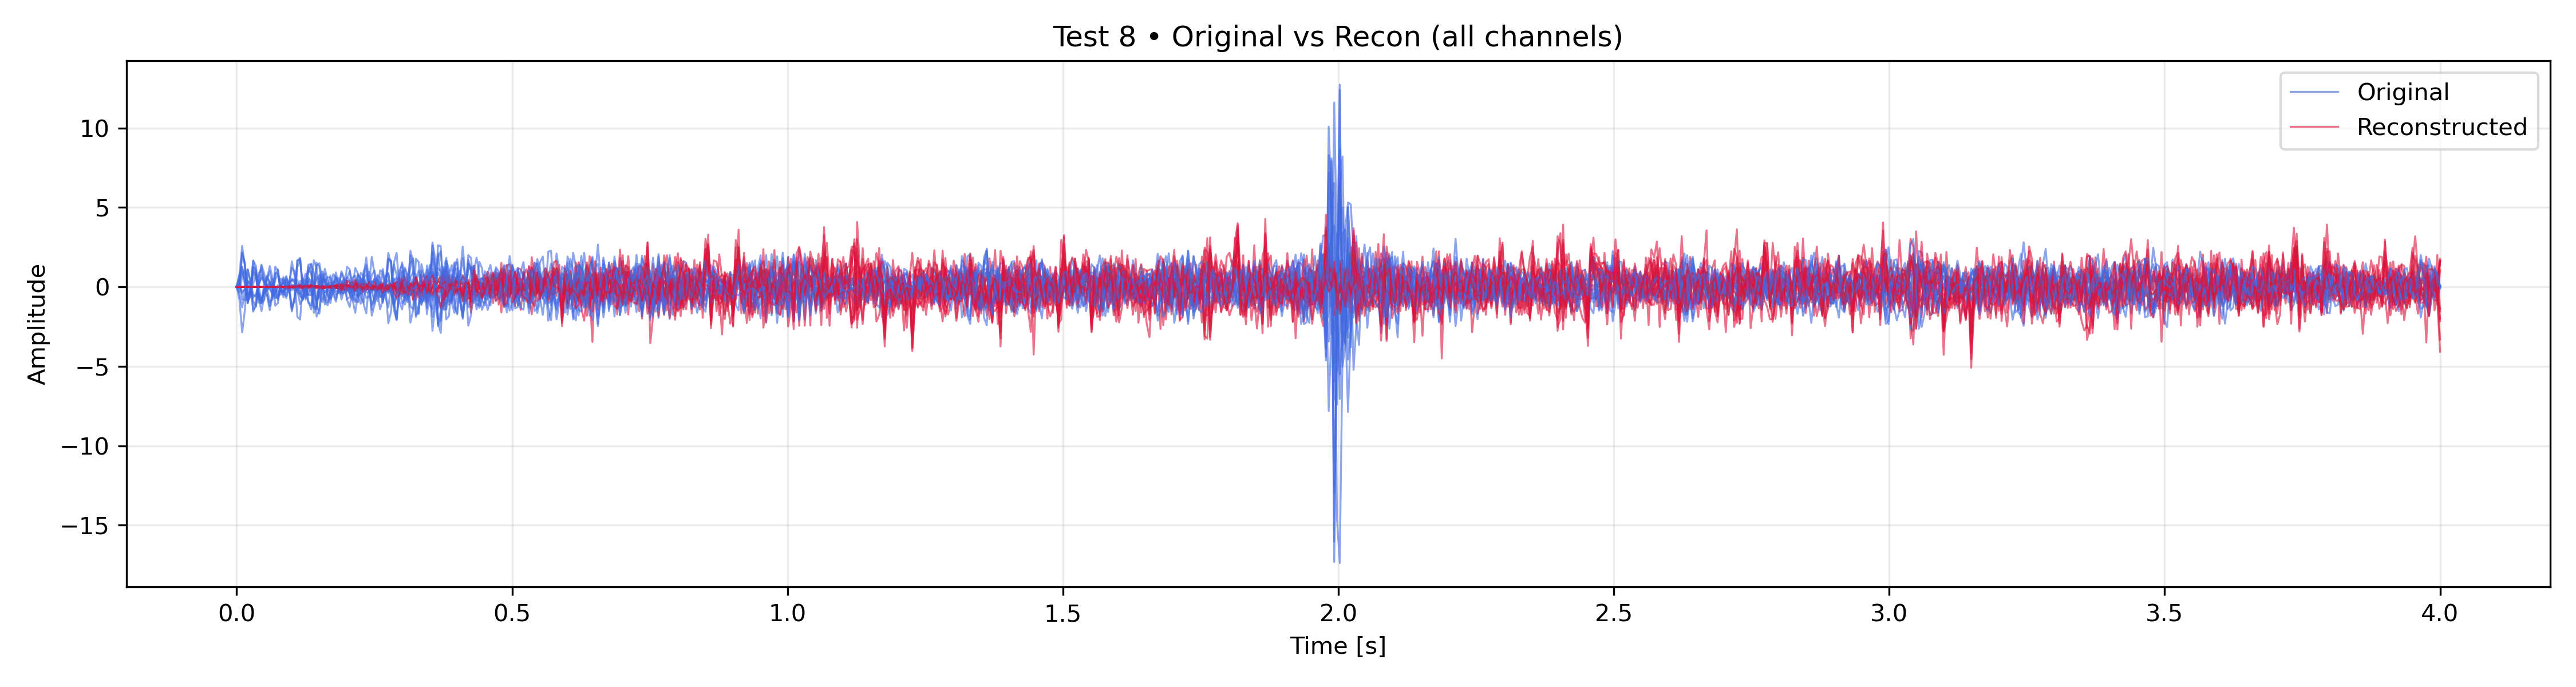 Test 8 • Original vs Recon (all channels)
Original
Reconstructed
Amplitude
10
5
0
−5
−10
−15
0.0 0.5 1.0 1.5 2.0 2.5 3.0 3.5 4.0
Time [s]